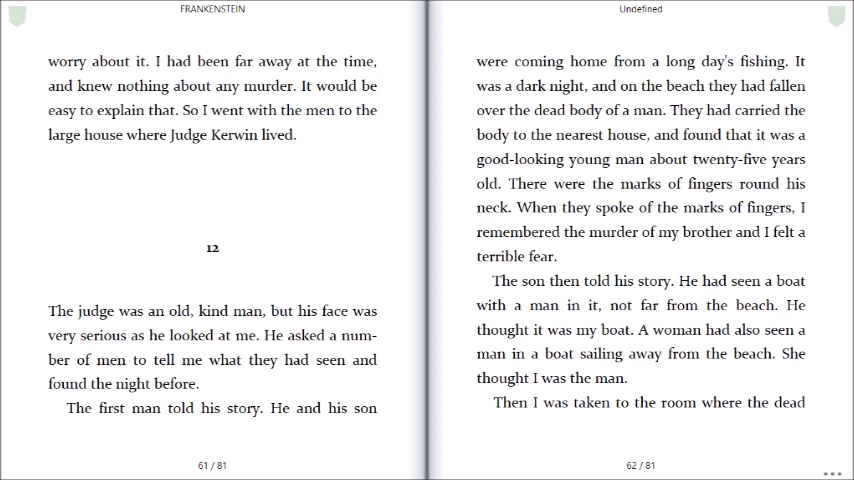 FRANKENSTEIN
worry about it. I had been far away at the time,
and knew nothing about any murder. It would be
easy to explain that. So I went with the men to the
large house where Judge Kerwin lived.
12
The judge was an old, kind man, but his face was
very serious as he looked at me. He asked a num-
ber of men to tell me what they had seen and
found the night before.
The first man told his story. He and his son
61 / 81
Undefined
were coming home from a long day's fishing. It
was a dark night, and on the beach they had fallen
over the dead body of a man. They had carried the
body to the nearest house, and found that it was a
good-looking young man about twenty-five years
old. There were the marks of fingers round his
neck. When they spoke of the marks of fingers, I
remembered the murder of my brother and I felt a
terrible fear.
The son then told his story. He had seen a boat
with a man in it, not far from the beach. He
thought it was my boat. A woman had also seen a
man in a boat sailing away from the beach. She
thought I was the man.
Then I was taken to the room where the dead
62 / 81